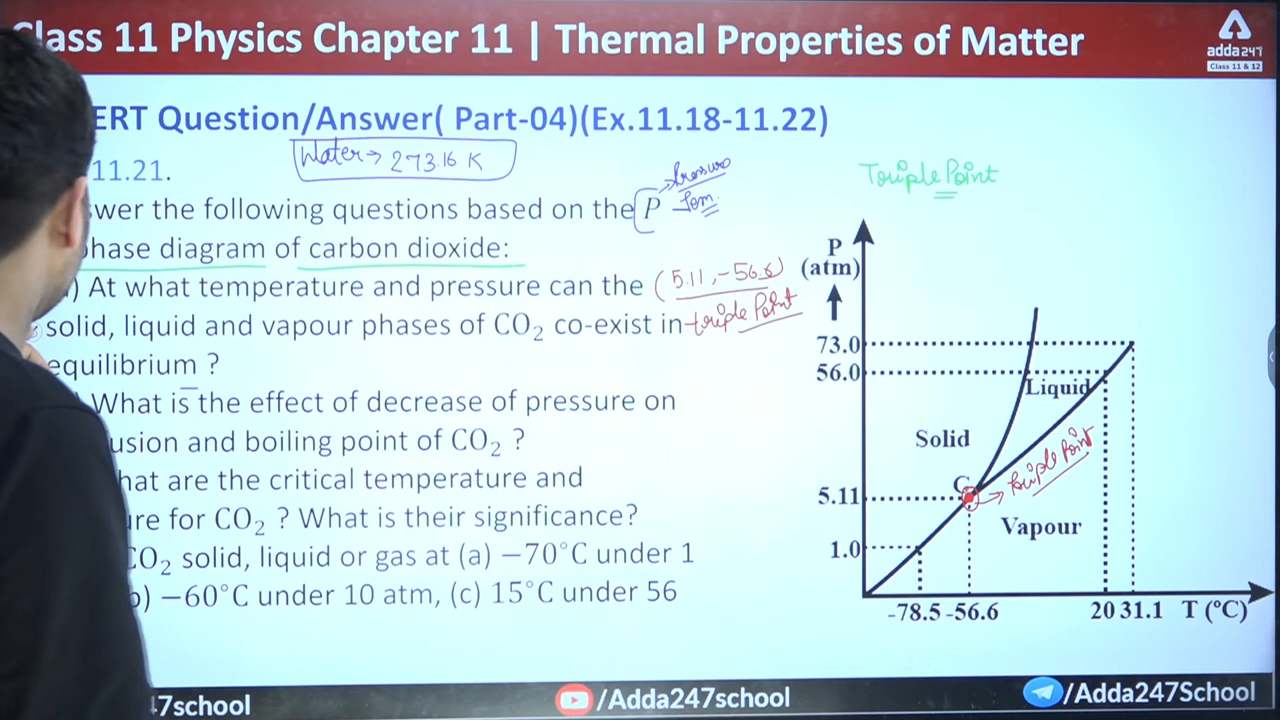 lass 11 Physics Chapter 11 | Thermal Properties of Matter
adda247
Class 11 & 12
ERT Question/Answer( Part-04)(Ex.11.18-11.22)
Water → 273.16 K
11.21.
Pressure
Tem.
swer the following questions based on the P
hase diagram of carbon dioxide:
) At what temperature and pressure can the (5.11, -56.6)
solid, liquid and vapour phases of CO₂ co-exist in triple Point
equilibrium ?
What is the effect of decrease of pressure on
usion and boiling point of CO₂ ?
hat are the critical temperature and
ure for CO₂ ? What is their significance?
CO₂ solid, liquid or gas at (a) −70°C under 1
b) −60°C under 10 atm, (c) 15°C under 56
Touiple Point
P
(atm)
73.0
56.0
Liquid
Solid
C
triple Point
5.11
Vapour
1.0
-78.5 -56.6 20 31.1 T (°C)
47school
/Adda247school
/Adda247School